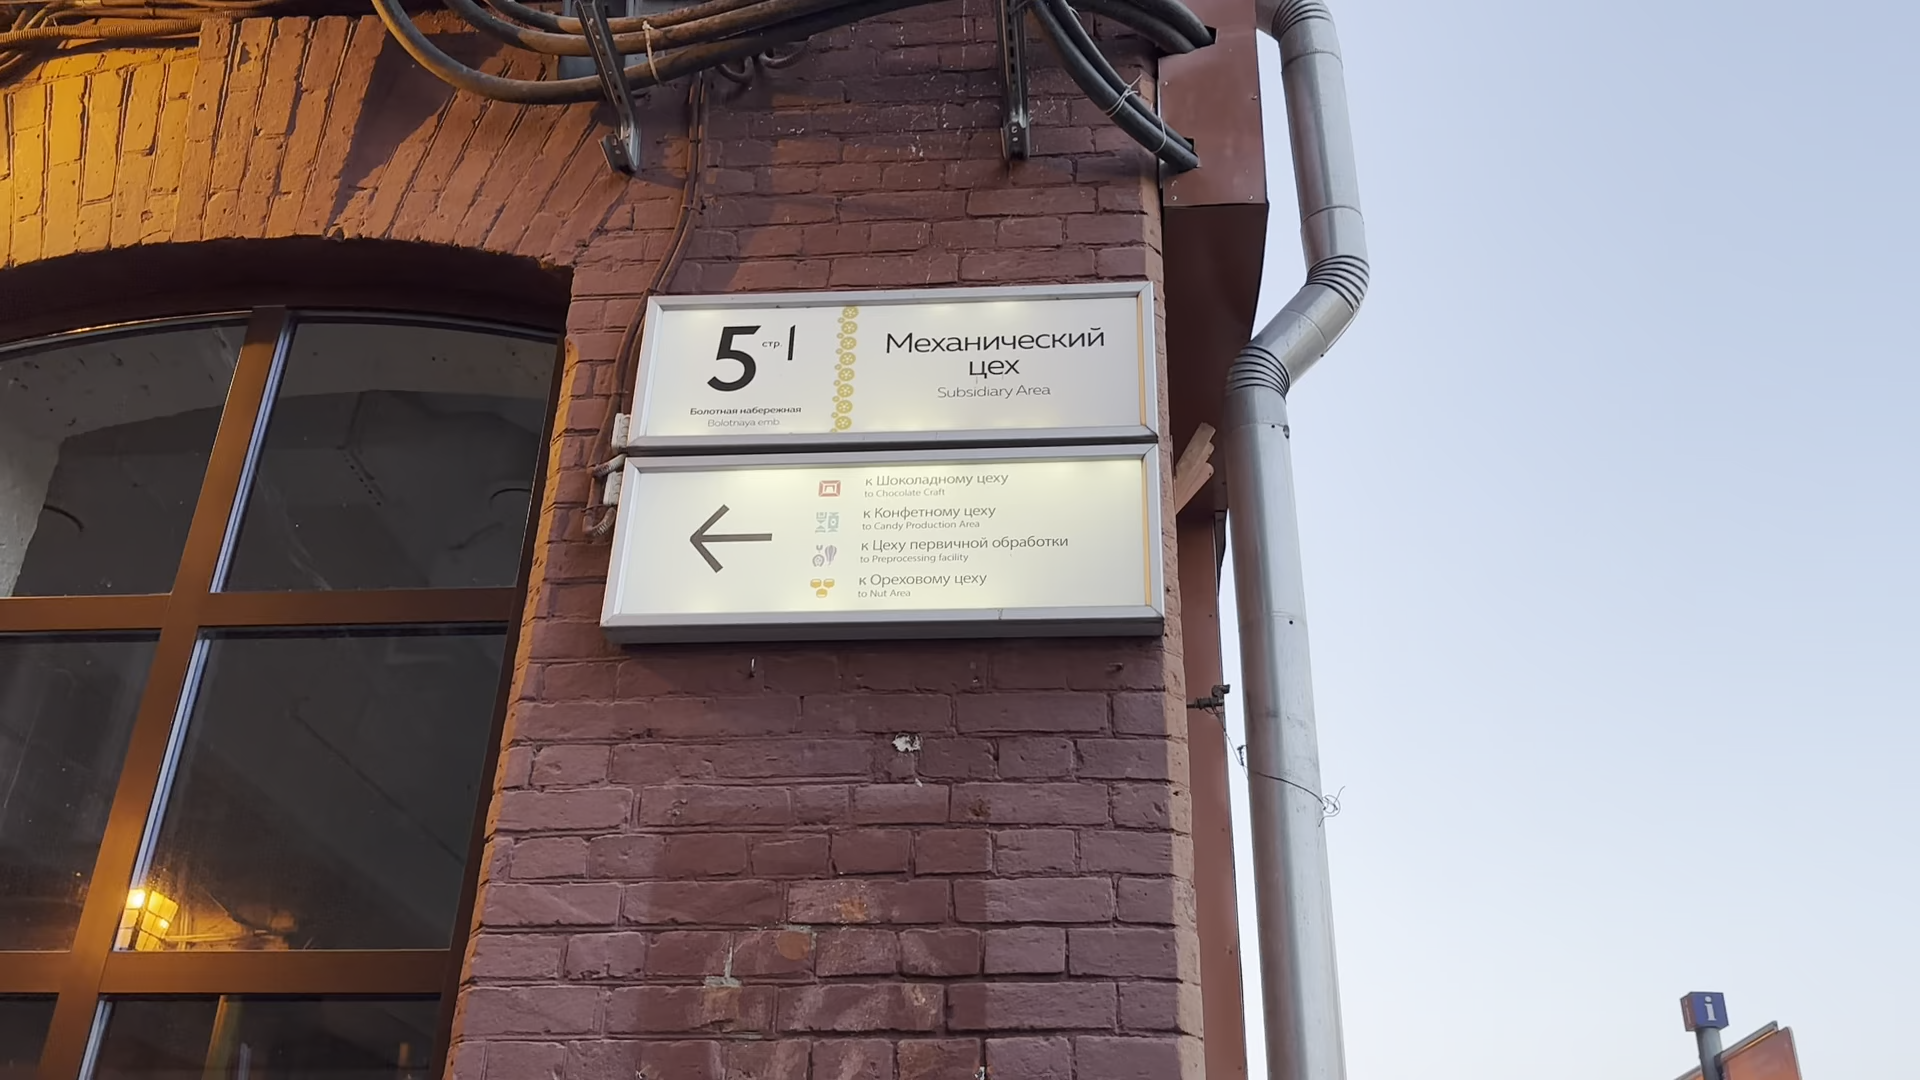 5 стр. 1
Болотная набережная
Bolotnaya emb.
Механический
цех
Subsidiary Area
к Шоколадному цеху
to Chocolate Craft
к Конфетному цеху
to Candy Production Area
к Цеху первичной обработки
to Preprocessing facility
к Ореховому цеху
to Nut Area
i